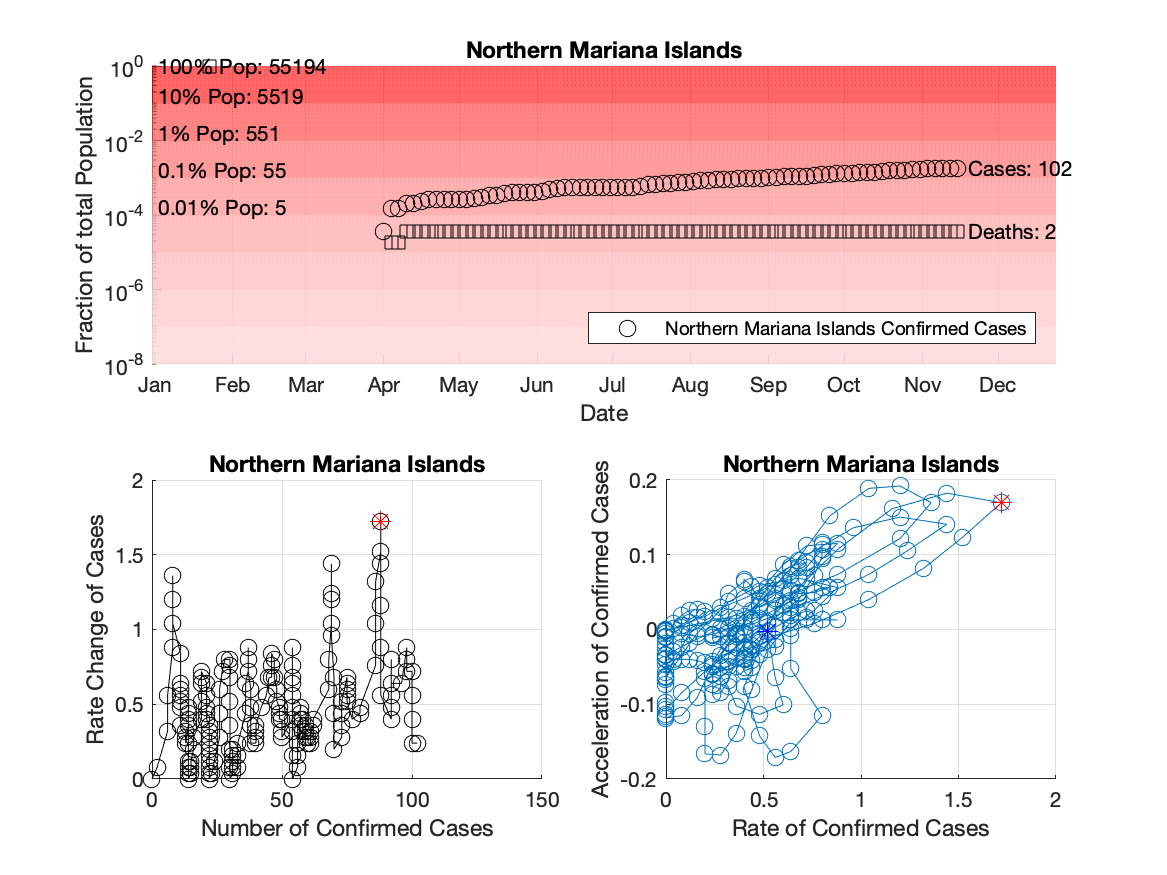 Northern Mariana Islands
Fraction of total Population
10^0
10^-2
10^-4
10^-6
10^-8
100% Pop: 55194
10% Pop: 5519
1% Pop: 551
0.1% Pop: 55
0.01% Pop: 5
Cases: 102
Deaths: 2
Northern Mariana Islands Confirmed Cases
Jan Feb Mar Apr May Jun Jul Aug Sep Oct Nov Dec
Date
Northern Mariana Islands
Rate Change of Cases
2
1.5
1
0.5
0
0 50 100 150
Number of Confirmed Cases
Northern Mariana Islands
Acceleration of Confirmed Cases
0.2
0.1
0
-0.1
-0.2
0 0.5 1 1.5 2
Rate of Confirmed Cases